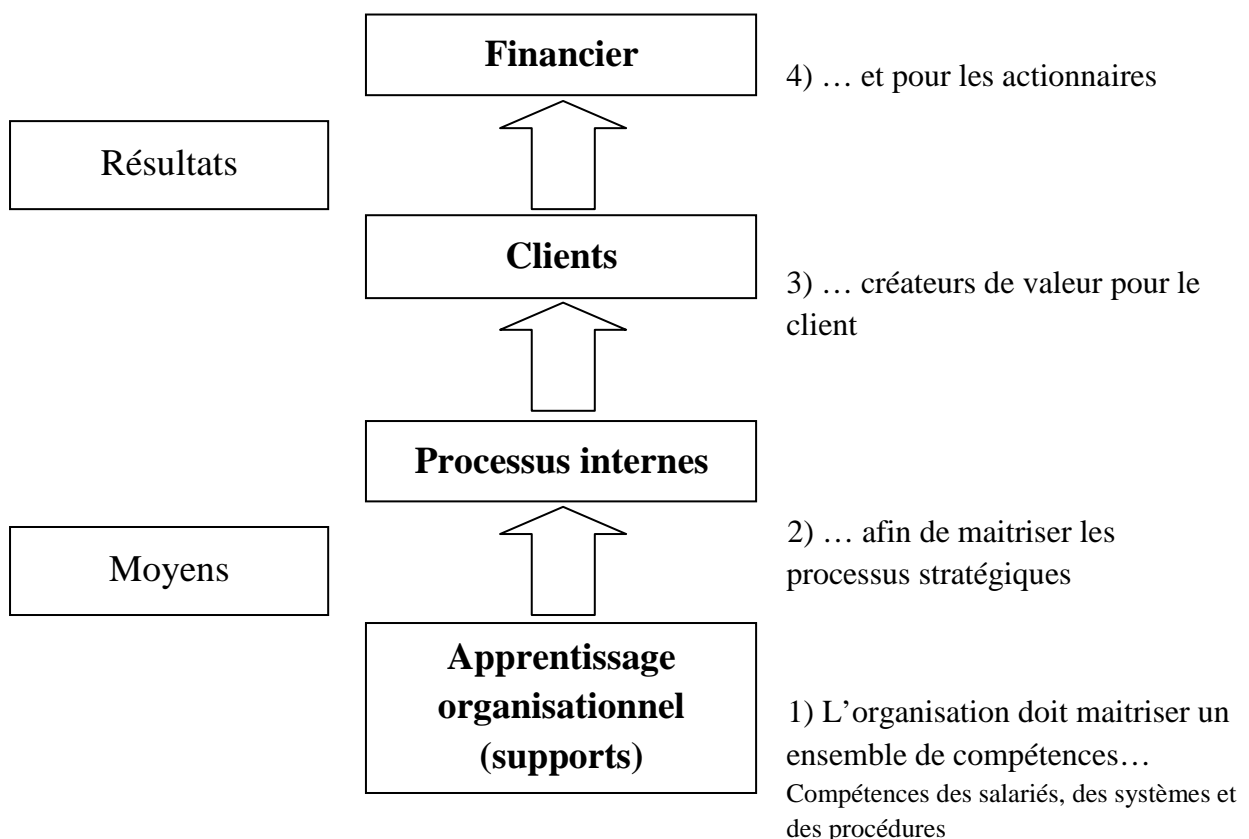 Financier
4) … et pour les actionnaires
Résultats
Clients
3) … créateurs de valeur pour le
client
Processus internes
2) … afin de maitriser les
processus stratégiques
Moyens
Apprentissage
organisationnel
(supports)
1) L’organisation doit maitriser un
ensemble de compétences…
Compétences des salariés, des systèmes et
des procédures